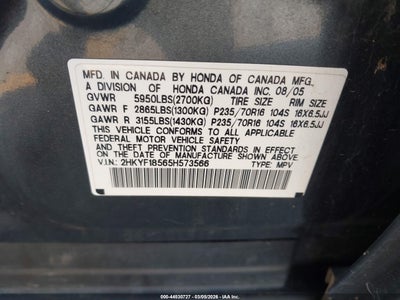 MFD. IN CANADA BY HONDA OF CANADA MFG.
A DIVISION OF HONDA CANADA INC. 08/05
GVWR 5950LBS(2700KG) TIRE SIZE RIM SIZE
GAWR F 2865LBS(1300KG) P235/70R16 104S 16X6.5JJ
GAWR R 3155LBS(1430KG) P235/70R16 104S 16X6.5JJ
THIS VEHICLE CONFORMS TO ALL APPLICABLE
FEDERAL MOTOR VEHICLE SAFETY
AND THEFT PREVENTION STANDARDS IN EFFECT ON
THE DATE OF MANUFACTURE SHOWN ABOVE.
V.I.N.: 2HKYF18565H573566 TYPE: MPV
000-44930727 - 03/09/2026 - IAA Inc.